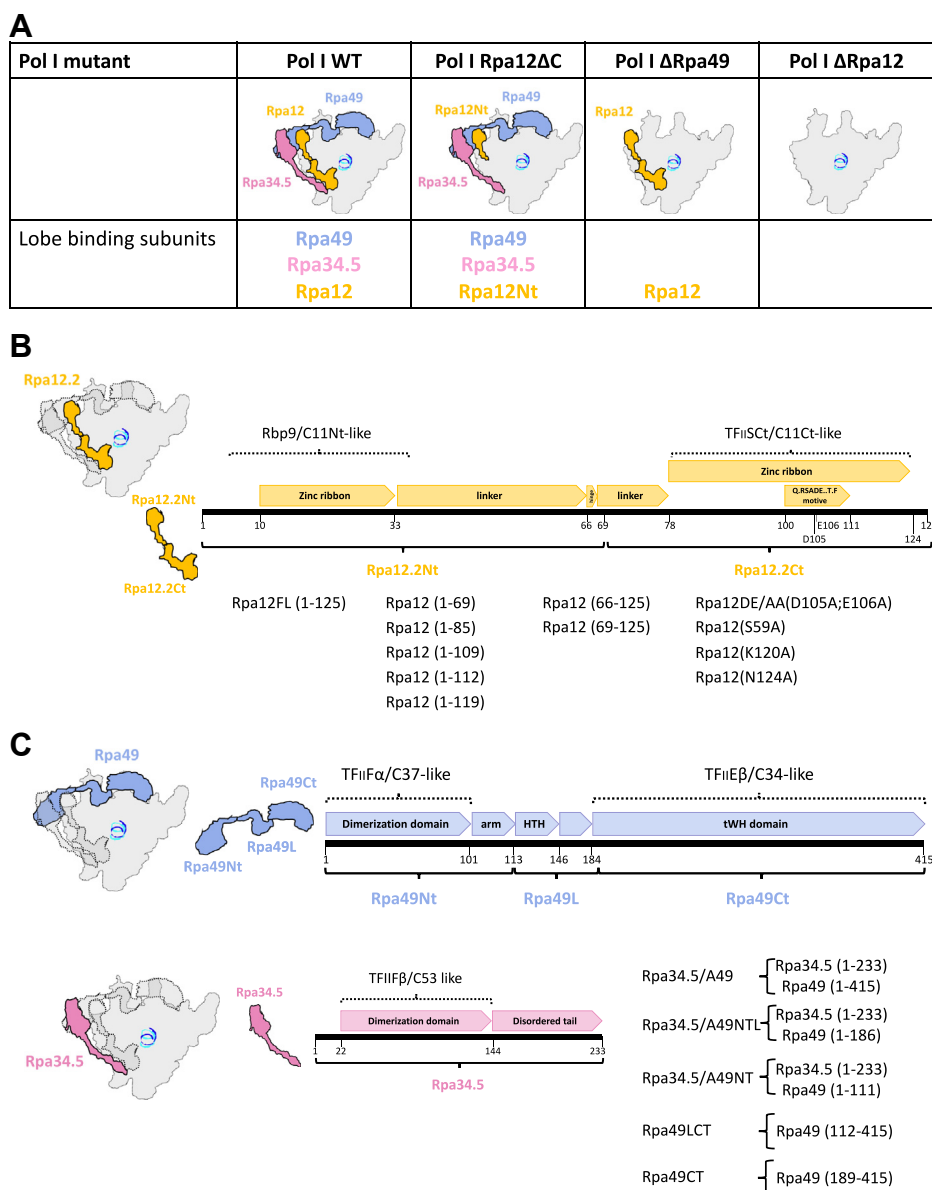 A
Pol I mutant Pol I WT Pol I Rpa12ΔC Pol I ΔRpa49 Pol I ΔRpa12
Rpa12 Rpa49 Rpa34.5
Rpa12Nt Rpa49 Rpa34.5
Rpa12
Lobe binding subunits
Rpa49 Rpa49
Rpa34.5 Rpa34.5
Rpa12 Rpa12Nt Rpa12
B
Rpa12.2
Rbp9/C11Nt-like TFIISCt/C11Ct-like
Zinc ribbon
Rpa12.2Nt
Zinc ribbon linker hinge linker Q.RSADE..T.F
motive
1 10 33 66 69 78 100 E106 111 12
D105 124
Rpa12.2Ct
Rpa12.2Nt Rpa12.2Ct
Rpa12FL (1-125) Rpa12 (1-69) Rpa12 (66-125) Rpa12DE/AA(D105A;E106A)
Rpa12 (1-85) Rpa12 (69-125) Rpa12(S59A)
Rpa12 (1-109) Rpa12(K120A)
Rpa12 (1-112) Rpa12(N124A)
Rpa12 (1-119)
C
Rpa49
TFIIFα/C37-like TFIIEβ/C34-like
Rpa49Ct
Dimerization domain arm HTH tWH domain
Rpa49L
Rpa49Nt
1 101 113 146 184 415
Rpa49Nt Rpa49L Rpa49Ct
TFIIFβ/C53 like
Rpa34.5
Dimerization domain Disordered tail
1 22 144 233
Rpa34.5
Rpa34.5
Rpa34.5/A49 Rpa34.5 (1-233)
Rpa49 (1-415)
Rpa34.5/A49NTL Rpa34.5 (1-233)
Rpa49 (1-186)
Rpa34.5/A49NT Rpa34.5 (1-233)
Rpa49 (1-111)
Rpa49LCT Rpa49 (112-415)
Rpa49CT Rpa49 (189-415)